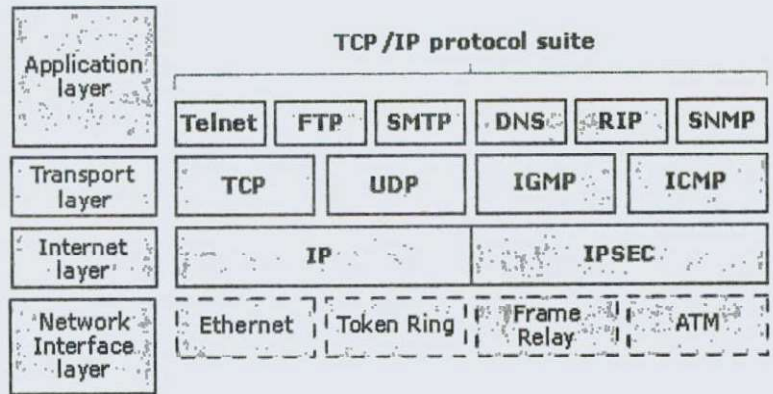 TCP/IP protocol suite
Application
layer
Telnet FTP SMTP DNS RIP SNMP
Transport
layer
TCP UDP IGMP ICMP
Internet
layer
IP IPSEC
Network
Interface
layer
Ethernet Token Ring Frame
Relay ATM